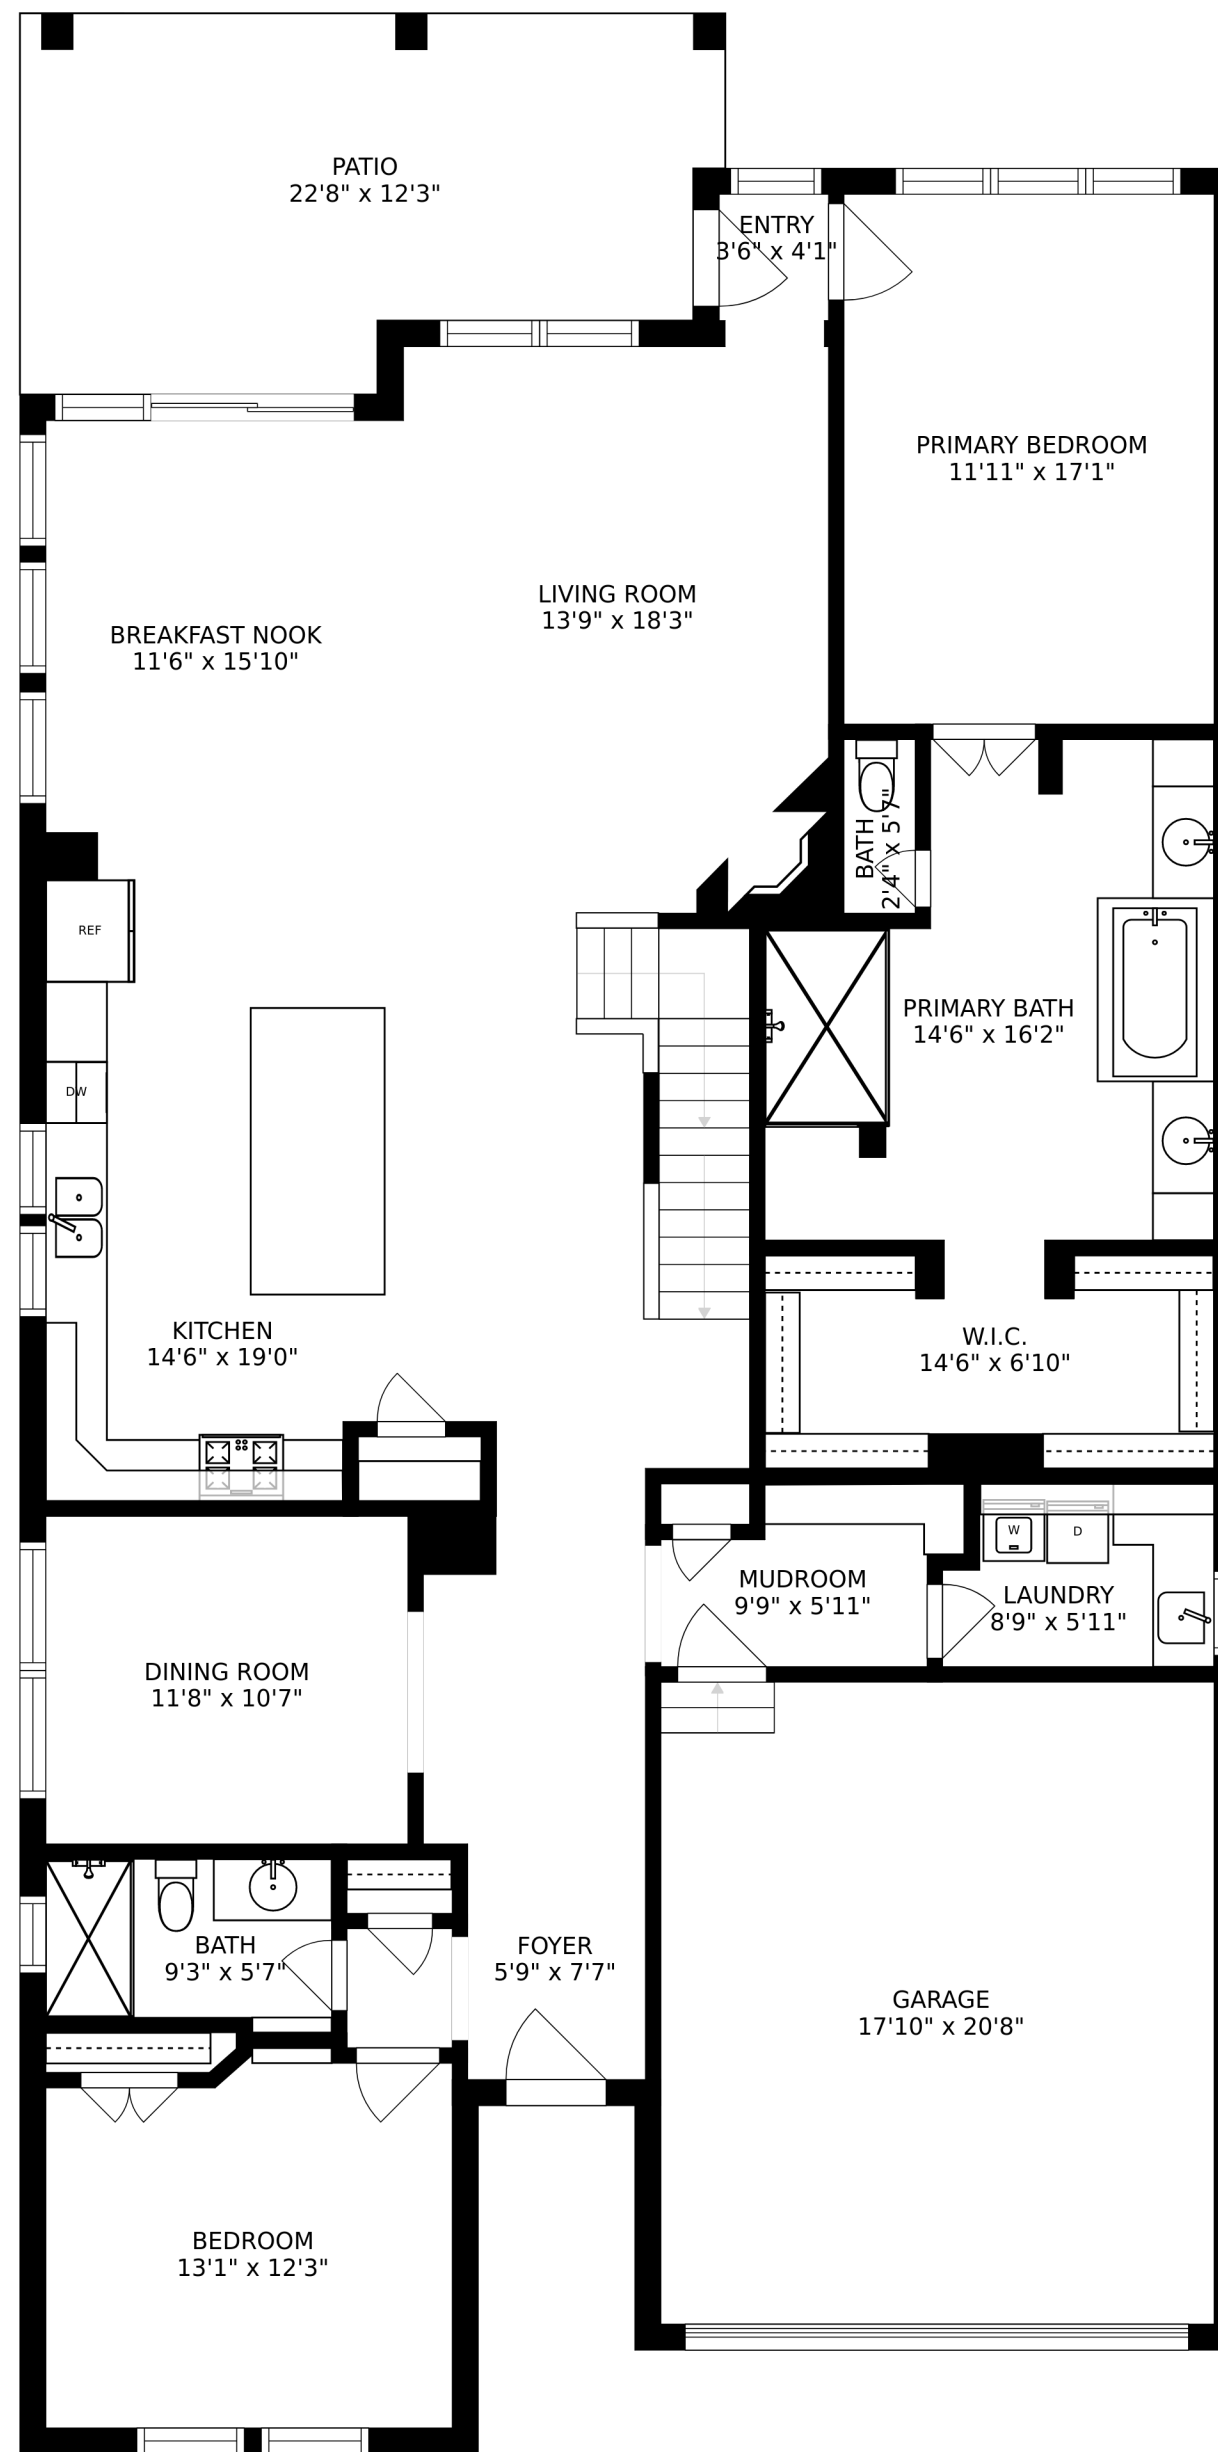 PATIO
22'8" x 12'3"
ENTRY
3'6" x 4'1"
PRIMARY BEDROOM
11'11" x 17'1"
LIVING ROOM
13'9" x 18'3"
BREAKFAST NOOK
11'6" x 15'10"
BATH
2'4" x 5'7"
REF
PRIMARY BATH
14'6" x 16'2"
DW
KITCHEN
14'6" x 19'0"
W.I.C.
14'6" x 6'10"
W
D
MUDROOM
9'9" x 5'11"
LAUNDRY
8'9" x 5'11"
DINING ROOM
11'8" x 10'7"
BATH
9'3" x 5'7"
FOYER
5'9" x 7'7"
GARAGE
17'10" x 20'8"
BEDROOM
13'1" x 12'3"